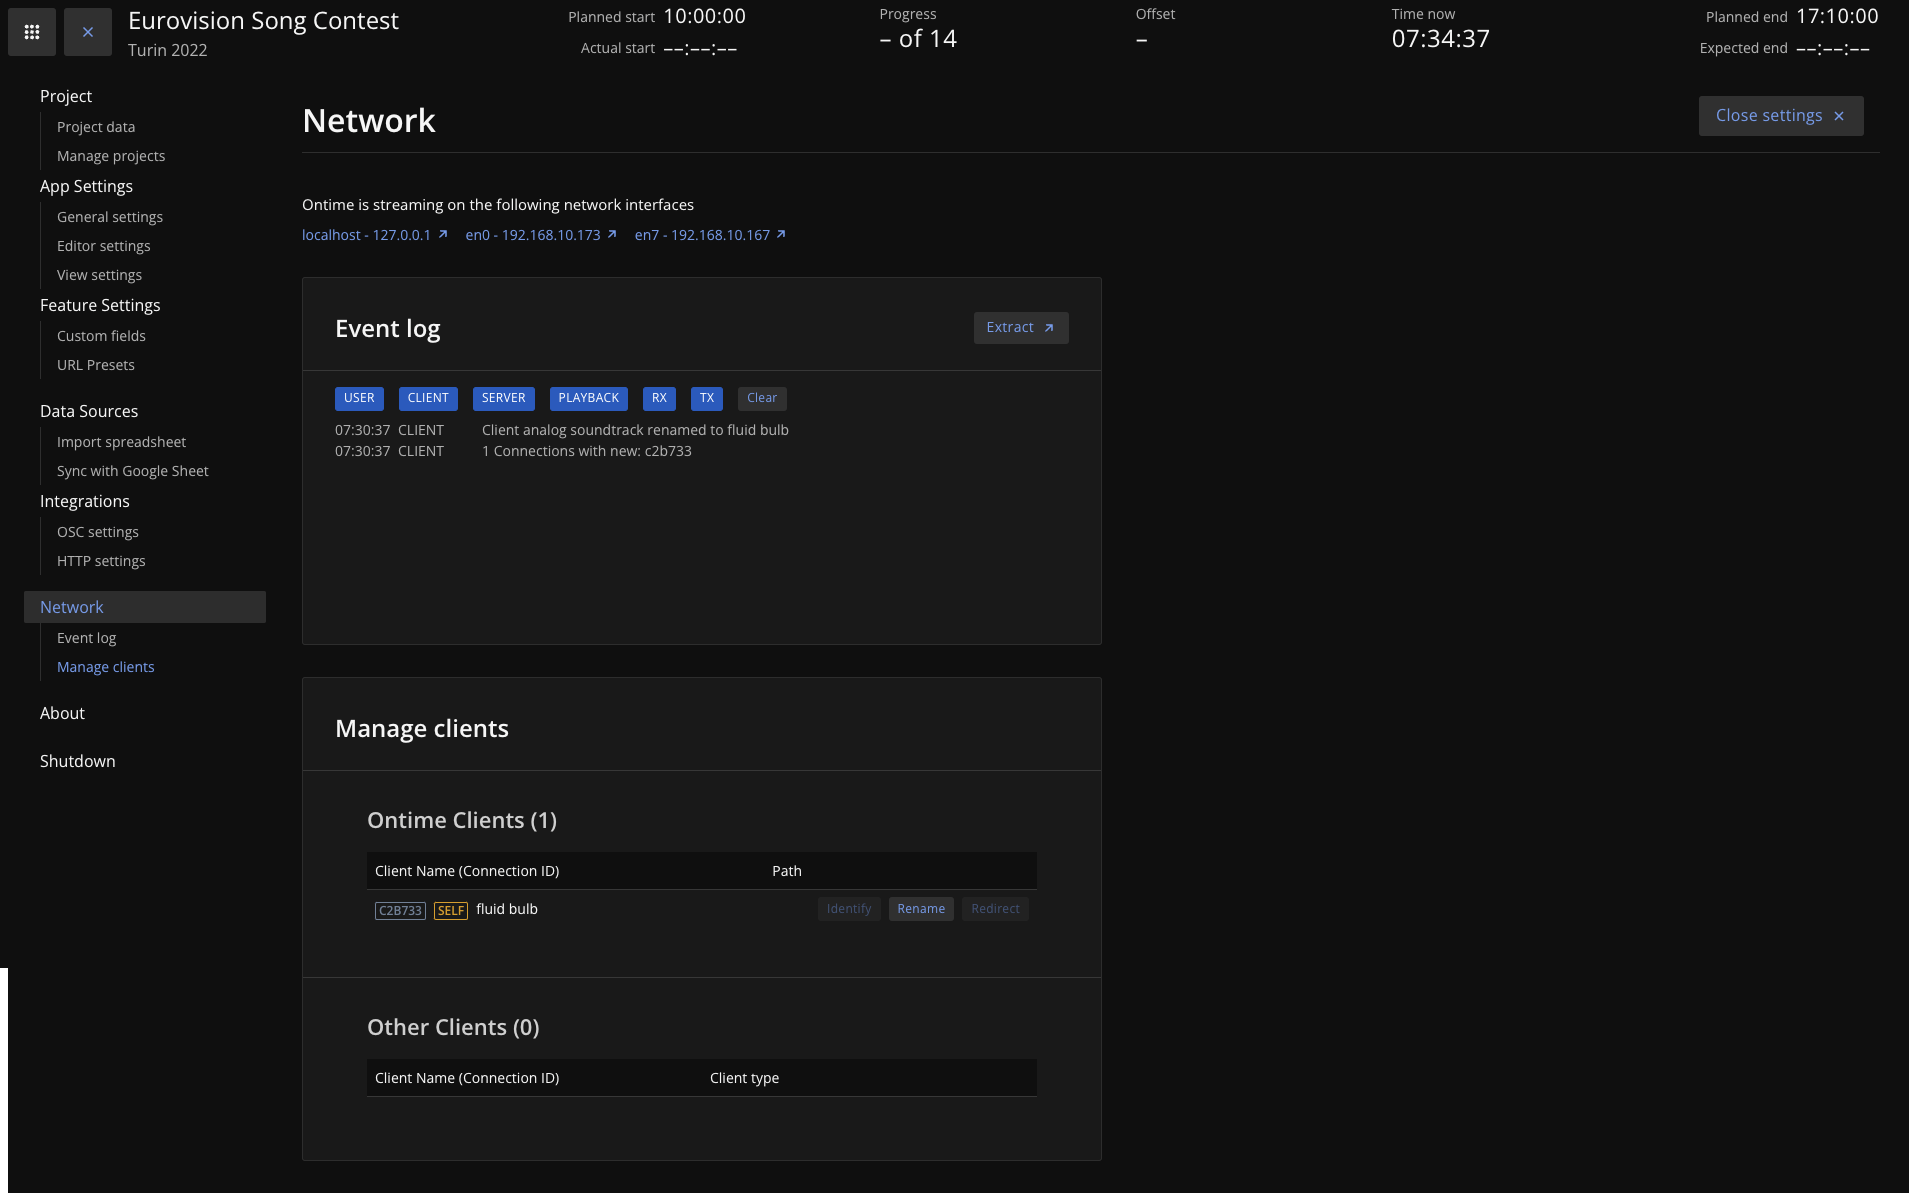 Eurovision Song Contest
Turin 2022
Planned start 10:00:00
Actual start --:--:--
Progress
– of 14
Offset
–
Time now
07:34:37
Planned end 17:10:00
Expected end --:--:--
Project
Project data
Manage projects
App Settings
General settings
Editor settings
View settings
Feature Settings
Custom fields
URL Presets
Data Sources
Import spreadsheet
Sync with Google Sheet
Integrations
OSC settings
HTTP settings
Network
Event log
Manage clients
About
Shutdown
Network
Close settings
Ontime is streaming on the following network interfaces
localhost - 127.0.0.1 en0 - 192.168.10.173 en7 - 192.168.10.167
Event log
Extract
USER CLIENT SERVER PLAYBACK RX TX Clear
07:30:37 CLIENT Client analog soundtrack renamed to fluid bulb
07:30:37 CLIENT 1 Connections with new: c2b733
Manage clients
Ontime Clients (1)
Client Name (Connection ID) Path
C2B733 SELF fluid bulb Identify Rename Redirect
Other Clients (0)
Client Name (Connection ID) Client type